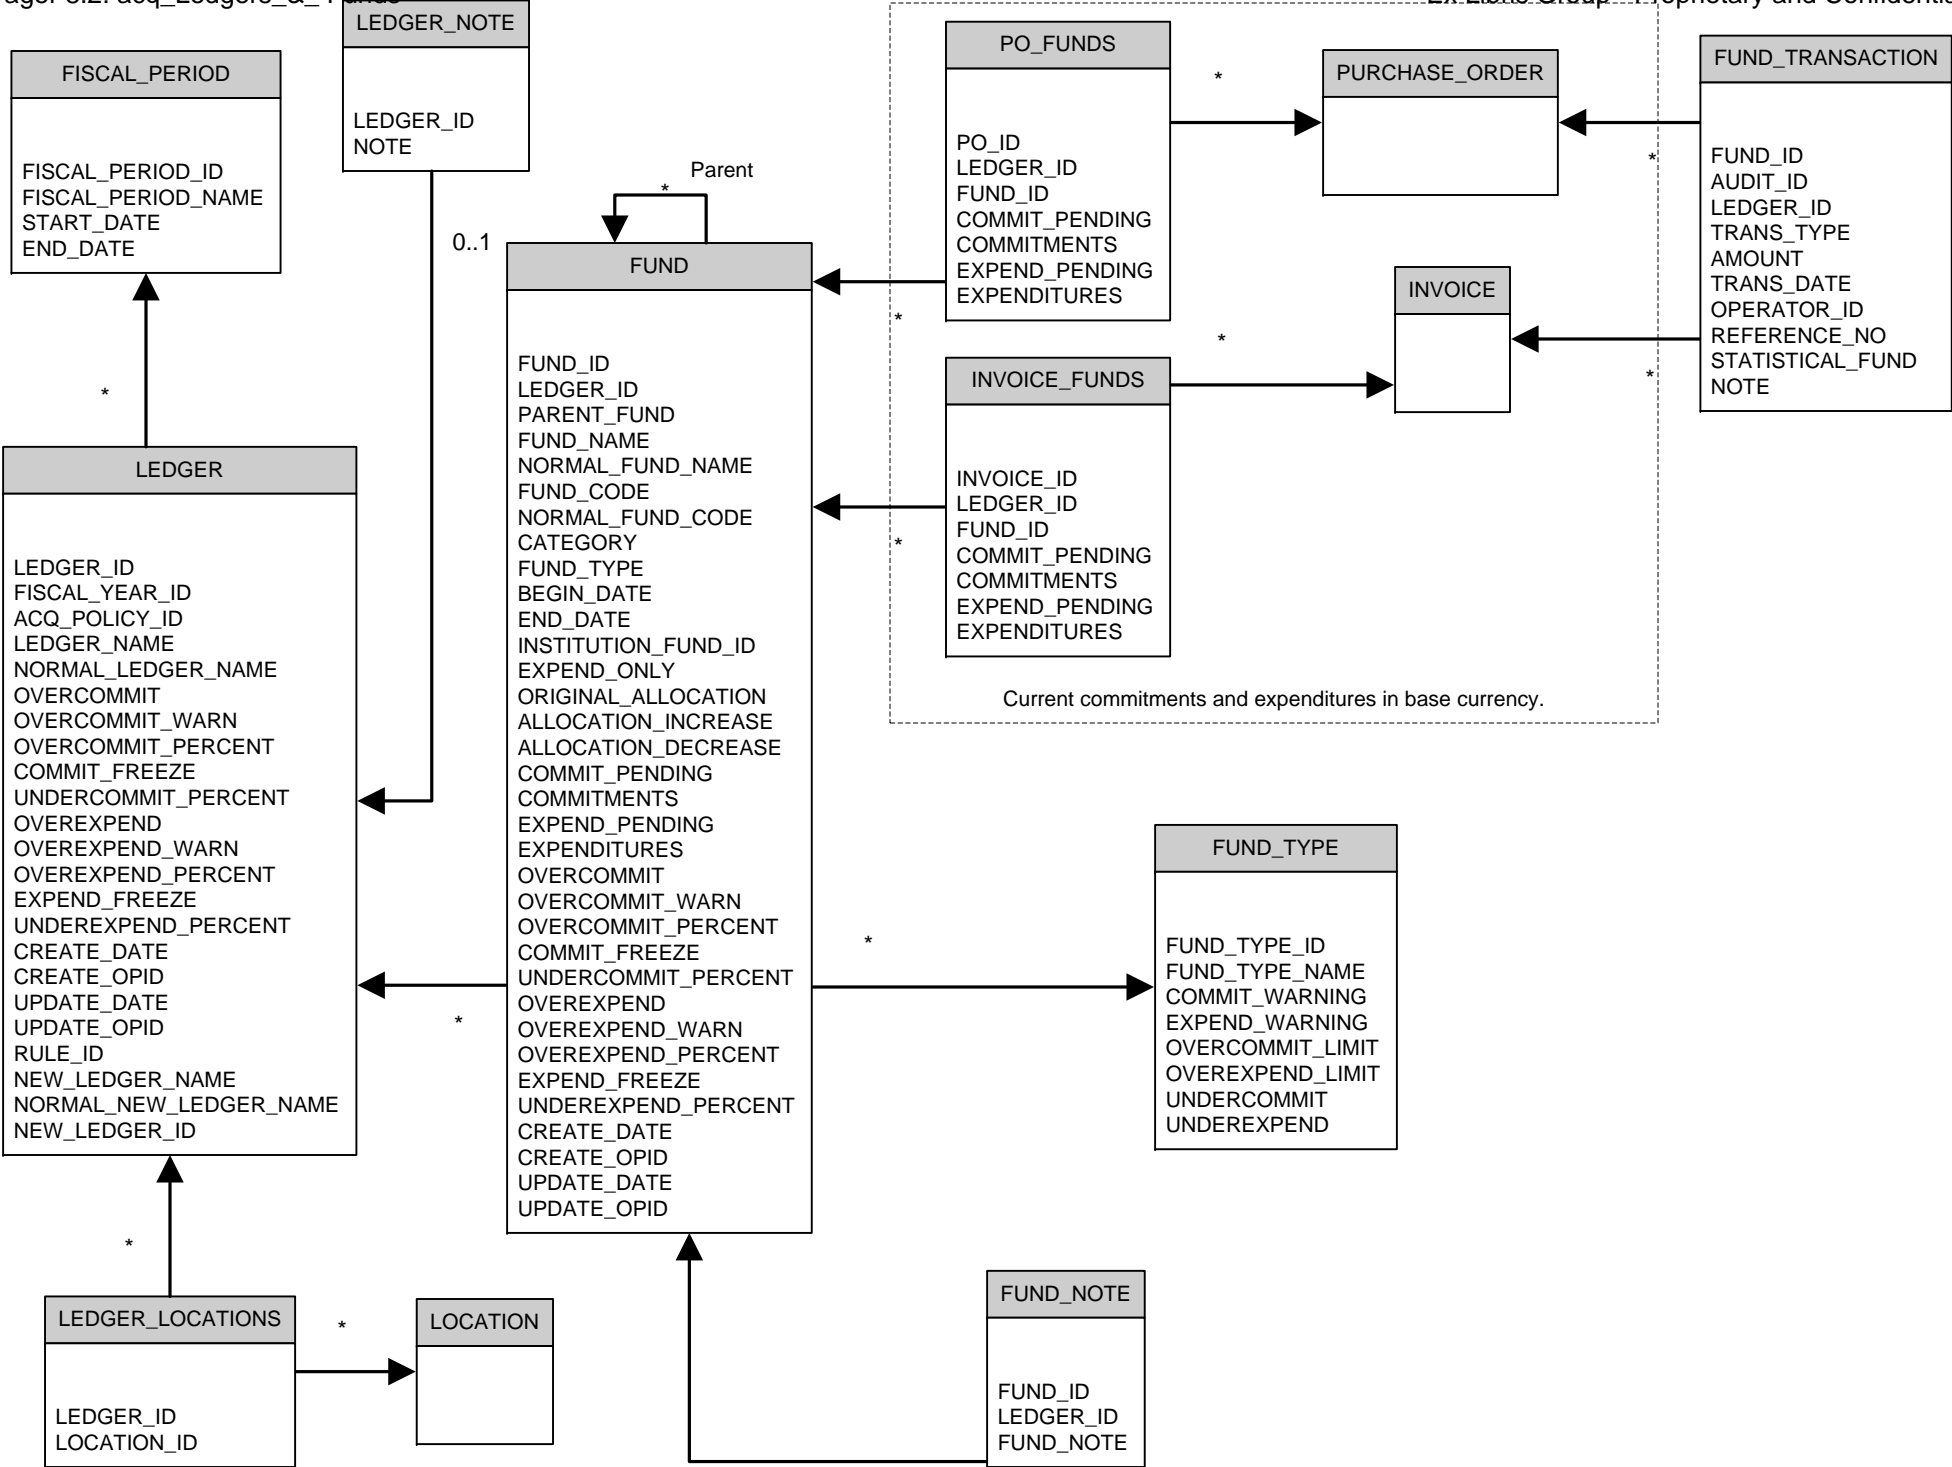 LEDGER_NOTE
LEDGER_ID
NOTE
FISCAL_PERIOD
FISCAL_PERIOD_ID
FISCAL_PERIOD_NAME
START_DATE
END_DATE
*
Parent
*
0..1
FUND
FUND_ID
LEDGER_ID
PARENT_FUND
FUND_NAME
NORMAL_FUND_NAME
FUND_CODE
NORMAL_FUND_CODE
CATEGORY
FUND_TYPE
BEGIN_DATE
END_DATE
INSTITUTION_FUND_ID
EXPEND_ONLY
ORIGINAL_ALLOCATION
ALLOCATION_INCREASE
ALLOCATION_DECREASE
COMMIT_PENDING
COMMITMENTS
EXPEND_PENDING
EXPENDITURES
OVERCOMMIT
OVERCOMMIT_WARN
OVERCOMMIT_PERCENT
COMMIT_FREEZE
UNDERCOMMIT_PERCENT
OVEREXPEND
OVEREXPEND_WARN
OVEREXPEND_PERCENT
EXPEND_FREEZE
UNDEREXPEND_PERCENT
CREATE_DATE
CREATE_OPID
UPDATE_DATE
UPDATE_OPID
PO_FUNDS
PO_ID
LEDGER_ID
FUND_ID
COMMIT_PENDING
COMMITMENTS
EXPEND_PENDING
EXPENDITURES
*
*
PURCHASE_ORDER
FUND_TRANSACTION
FUND_ID
AUDIT_ID
LEDGER_ID
TRANS_TYPE
AMOUNT
TRANS_DATE
OPERATOR_ID
REFERENCE_NO
STATISTICAL_FUND
NOTE
*
*
INVOICE
*
INVOICE_FUNDS
INVOICE_ID
LEDGER_ID
FUND_ID
COMMIT_PENDING
COMMITMENTS
EXPEND_PENDING
EXPENDITURES
*
Current commitments and expenditures in base currency.
LEDGER
LEDGER_ID
FISCAL_YEAR_ID
ACQ_POLICY_ID
LEDGER_NAME
NORMAL_LEDGER_NAME
OVERCOMMIT
OVERCOMMIT_WARN
OVERCOMMIT_PERCENT
COMMIT_FREEZE
UNDERCOMMIT_PERCENT
OVEREXPEND
OVEREXPEND_WARN
OVEREXPEND_PERCENT
EXPEND_FREEZE
UNDEREXPEND_PERCENT
CREATE_DATE
CREATE_OPID
UPDATE_DATE
UPDATE_OPID
RULE_ID
NEW_LEDGER_NAME
NORMAL_NEW_LEDGER_NAME
NEW_LEDGER_ID
*
*
FUND_TYPE
FUND_TYPE_ID
FUND_TYPE_NAME
COMMIT_WARNING
EXPEND_WARNING
OVERCOMMIT_LIMIT
OVEREXPEND_LIMIT
UNDERCOMMIT
UNDEREXPEND
*
LEDGER_LOCATIONS
LEDGER_ID
LOCATION_ID
*
LOCATION
FUND_NOTE
FUND_ID
LEDGER_ID
FUND_NOTE